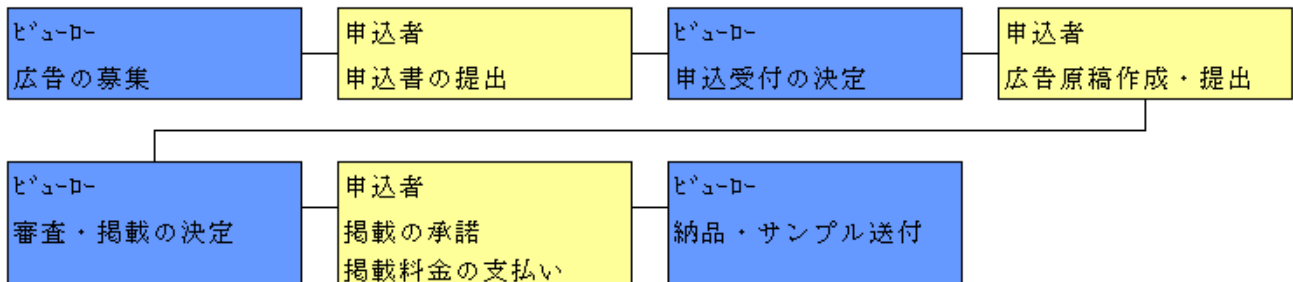 ﾋﾞｭｰﾛｰ
広告の募集
申込者
申込書の提出
ﾋﾞｭｰﾛｰ
申込受付の決定
申込者
広告原稿作成・提出
ﾋﾞｭｰﾛｰ
審査・掲載の決定
申込者
掲載の承諾
掲載料金の支払い
ﾋﾞｭｰﾛｰ
納品・サンプル送付